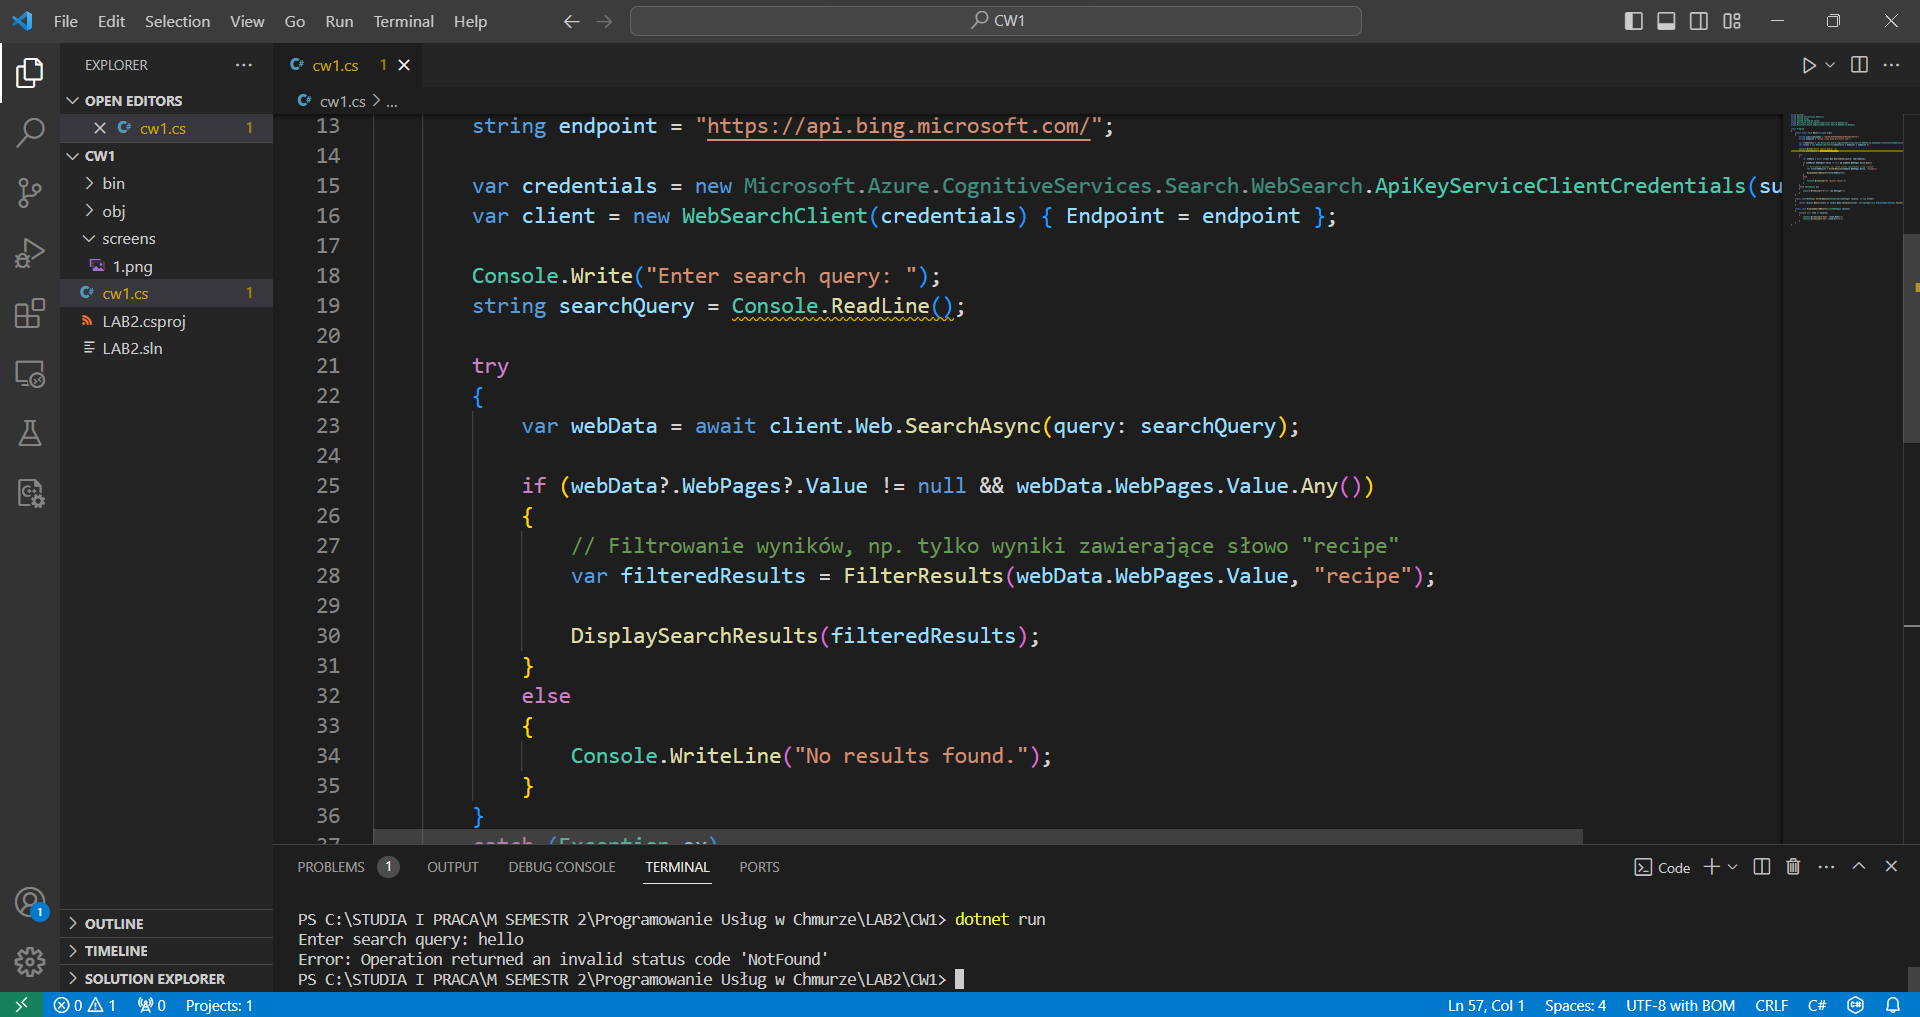 File Edit Selection View Go Run Terminal Help
CW1
EXPLORER
OPEN EDITORS
cw1.cs 1
CW1
bin
obj
screens
1.png
cw1.cs 1
LAB2.csproj
LAB2.sln
OUTLINE
TIMELINE
SOLUTION EXPLORER
cw1.cs 1
cw1.cs > ...
13 string endpoint = "https://api.bing.microsoft.com/";
14
15 var credentials = new Microsoft.Azure.CognitiveServices.Search.WebSearch.ApiKeyServiceClientCredentials(su
16 var client = new WebSearchClient(credentials) { Endpoint = endpoint };
17
18 Console.Write("Enter search query: ");
19 string searchQuery = Console.ReadLine();
20
21 try
22 {
23 var webData = await client.Web.SearchAsync(query: searchQuery);
24
25 if (webData?.WebPages?.Value != null && webData.WebPages.Value.Any())
26 {
27 // Filtrowanie wyników, np. tylko wyniki zawierające słowo "recipe"
28 var filteredResults = FilterResults(webData.WebPages.Value, "recipe");
29
30 DisplaySearchResults(filteredResults);
31 }
32 else
33 {
34 Console.WriteLine("No results found.");
35 }
36 }
37 catch (Exception ex)
PROBLEMS 1 OUTPUT DEBUG CONSOLE TERMINAL PORTS
Code
PS C:\STUDIA I PRACA\M SEMESTR 2\Programowanie Usług w Chmurze\LAB2\CW1> dotnet run
Enter search query: hello
Error: Operation returned an invalid status code 'NotFound'
PS C:\STUDIA I PRACA\M SEMESTR 2\Programowanie Usług w Chmurze\LAB2\CW1>
1
0 1 0 Projects: 1 Ln 57, Col 1 Spaces: 4 UTF-8 with BOM CRLF C#